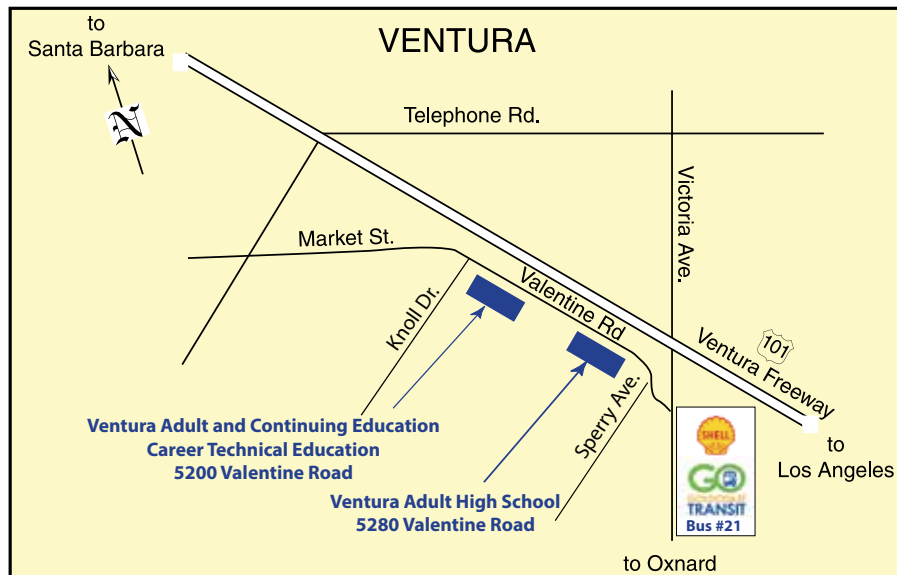 to
Santa Barbara
VENTURA
N
Telephone Rd.
Victoria Ave.
Market St.
Valentine Rd
Knoll Dr.
101
Ventura Freeway
Sperry Ave.
Ventura Adult and Continuing Education
Career Technical Education
5200 Valentine Road
Ventura Adult High School
5280 Valentine Road
SHELL
GO
GOLD COAST
TRANSIT
Bus #21
to
Los Angeles
to Oxnard